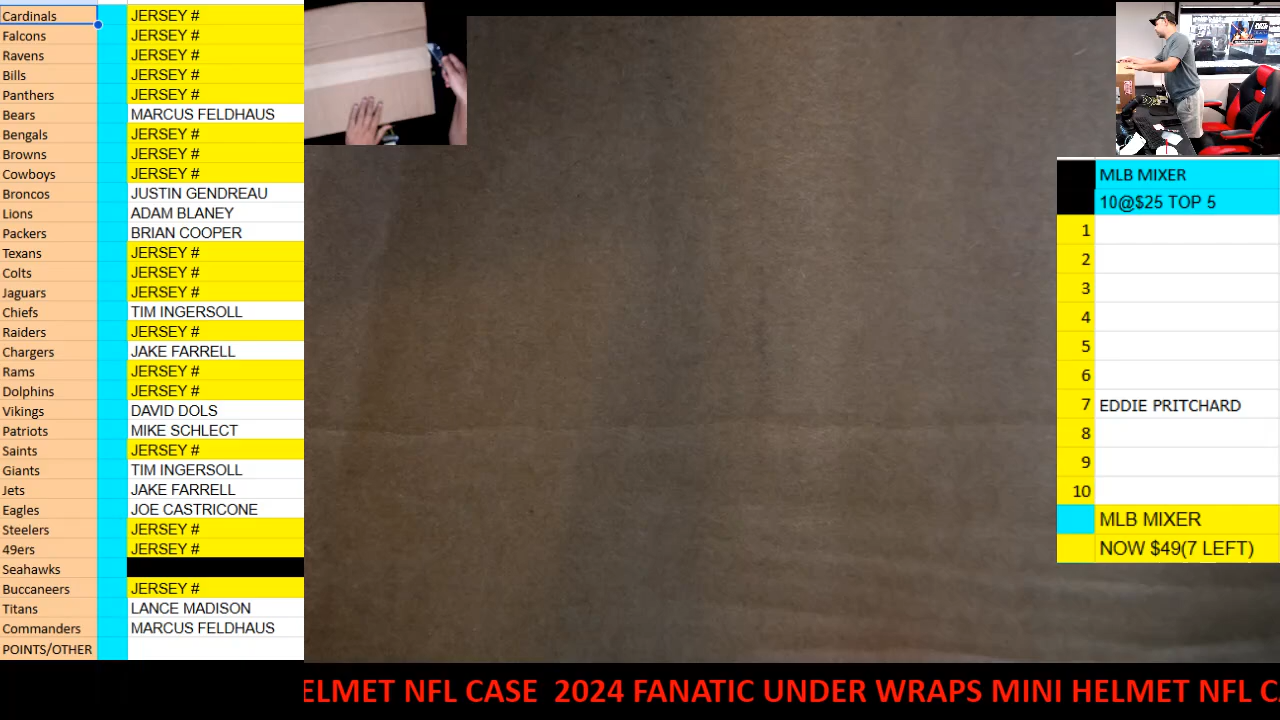 Cardinals JERSEY #
Falcons JERSEY #
Ravens JERSEY #
Bills JERSEY #
Panthers JERSEY #
Bears MARCUS FELDHAUS
Bengals JERSEY #
Browns JERSEY #
Cowboys JERSEY #
Broncos JUSTIN GENDREAU
Lions ADAM BLANEY
Packers BRIAN COOPER
Texans JERSEY #
Colts JERSEY #
Jaguars JERSEY #
Chiefs TIM INGERSOLL
Raiders JERSEY #
Chargers JAKE FARRELL
Rams JERSEY #
Dolphins JERSEY #
Vikings DAVID DOLS
Patriots MIKE SCHLECT
Saints JERSEY #
Giants TIM INGERSOLL
Jets JAKE FARRELL
Eagles JOE CASTRICONE
Steelers JERSEY #
49ers JERSEY #
Seahawks
Buccaneers JERSEY #
Titans LANCE MADISON
Commanders MARCUS FELDHAUS
POINTS/OTHER
MLB MIXER
10@$25 TOP 5
1
2
3
4
5
6
7 EDDIE PRITCHARD
8
9
10
MLB MIXER
NOW $49(7 LEFT)
ELMET NFL CASE 2024 FANATIC UNDER WRAPS MINI HELMET NFL C